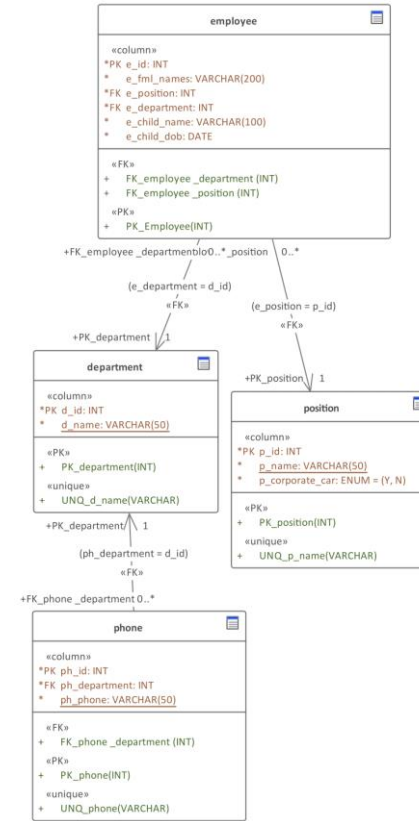 employee
«column»
*PK e_id: INT
* e_fml_names: VARCHAR(200)
*FK e_position: INT
*FK e_department: INT
* e_child_name: VARCHAR(100)
* e_child_dob: DATE
«FK»
+ FK_employee _department (INT)
+ FK_employee _position (INT)
«PK»
+ PK_Employee(INT)
+FK_employee _department 0..* _position 0..*
(e_department = d_id)
«FK»
(e_position = p_id)
«FK»
+PK_department 1
+PK_position 1
department
«column»
*PK d_id: INT
* d_name: VARCHAR(50)
«PK»
+ PK_department(INT)
«unique»
+ UNQ_d_name(VARCHAR)
position
«column»
*PK p_id: INT
* p_name: VARCHAR(50)
* p_corporate_car: ENUM = (Y, N)
«PK»
+ PK_position(INT)
«unique»
+ UNQ_p_name(VARCHAR)
+PK_department 1
(ph_department = d_id)
«FK»
+FK_phone _department 0..*
phone
«column»
*PK ph_id: INT
*FK ph_department: INT
* ph_phone: VARCHAR(50)
«FK»
+ FK_phone _department (INT)
«PK»
+ PK_phone(INT)
«unique»
+ UNQ_phone(VARCHAR)